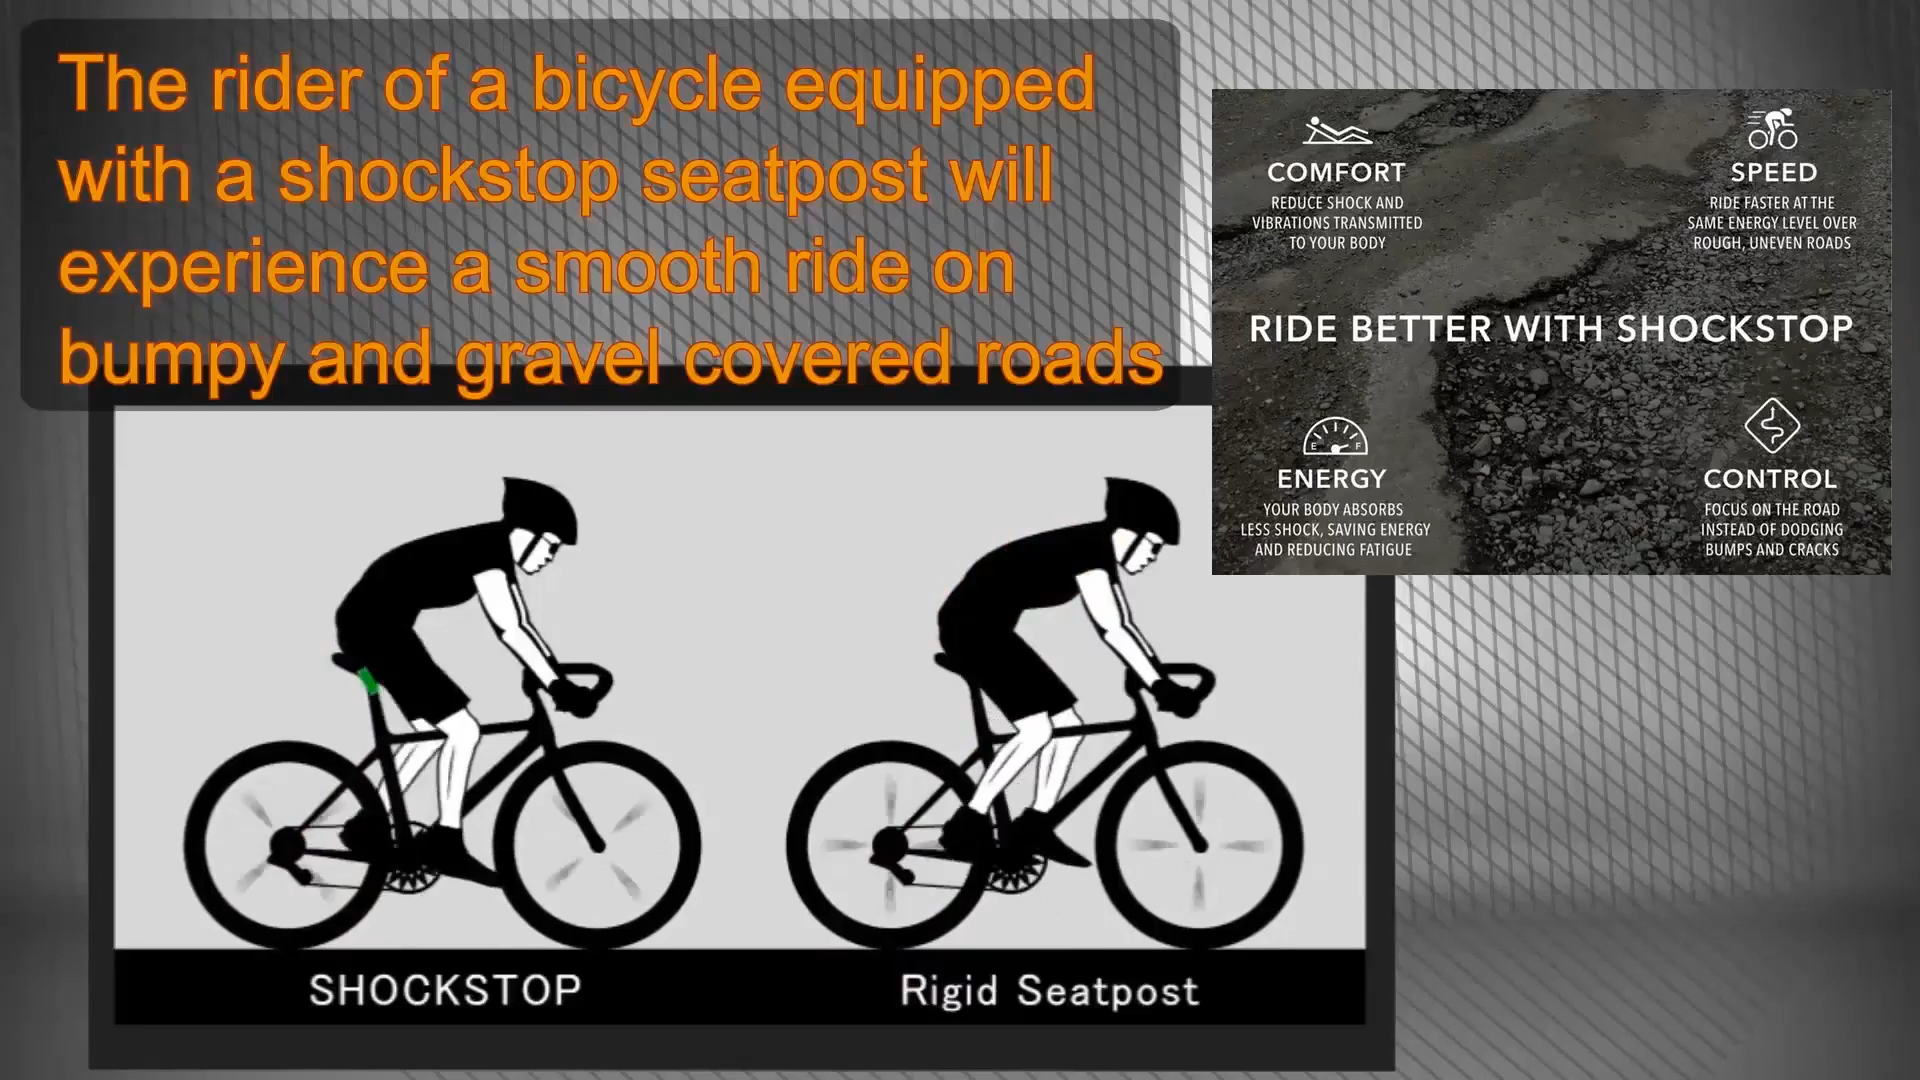 The rider of a bicycle equipped
with a shockstop seatpost will
experience a smooth ride on
bumpy and gravel covered roads
COMFORT
REDUCE SHOCK AND
VIBRATIONS TRANSMITTED
TO YOUR BODY
SPEED
RIDE FASTER AT THE
SAME ENERGY LEVEL OVER
ROUGH, UNEVEN ROADS
RIDE BETTER WITH SHOCKSTOP
E F
ENERGY
YOUR BODY ABSORBS
LESS SHOCK, SAVING ENERGY
AND REDUCING FATIGUE
CONTROL
FOCUS ON THE ROAD
INSTEAD OF DODGING
BUMPS AND CRACKS
SHOCKSTOP
Rigid Seatpost